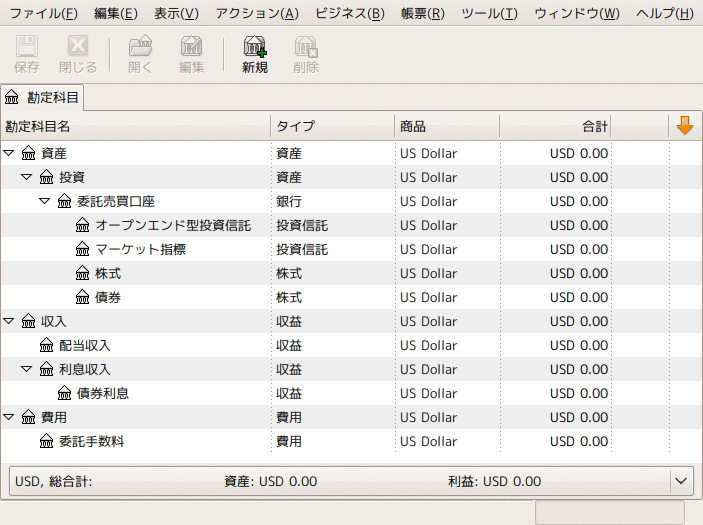 ファイル(F) 編集(E) 表示(V) アクション(A) ビジネス(B) 帳票(R) ツール(T) ウィンドウ(W) ヘルプ(H)
保存 閉じる 開く 編集 新規 削除
勘定科目
勘定科目名 タイプ 商品 合計
資産 資産 US Dollar USD 0.00
投資 資産 US Dollar USD 0.00
委託売買口座 銀行 US Dollar USD 0.00
オープンエンド型投資信託 投資信託 US Dollar USD 0.00
マーケット指標 投資信託 US Dollar USD 0.00
株式 株式 US Dollar USD 0.00
債券 株式 US Dollar USD 0.00
収入 収益 US Dollar USD 0.00
配当収入 収益 US Dollar USD 0.00
利息収入 収益 US Dollar USD 0.00
債券利息 収益 US Dollar USD 0.00
費用 費用 US Dollar USD 0.00
委託手数料 費用 US Dollar USD 0.00
USD, 総合計: 資産: USD 0.00 利益: USD 0.00